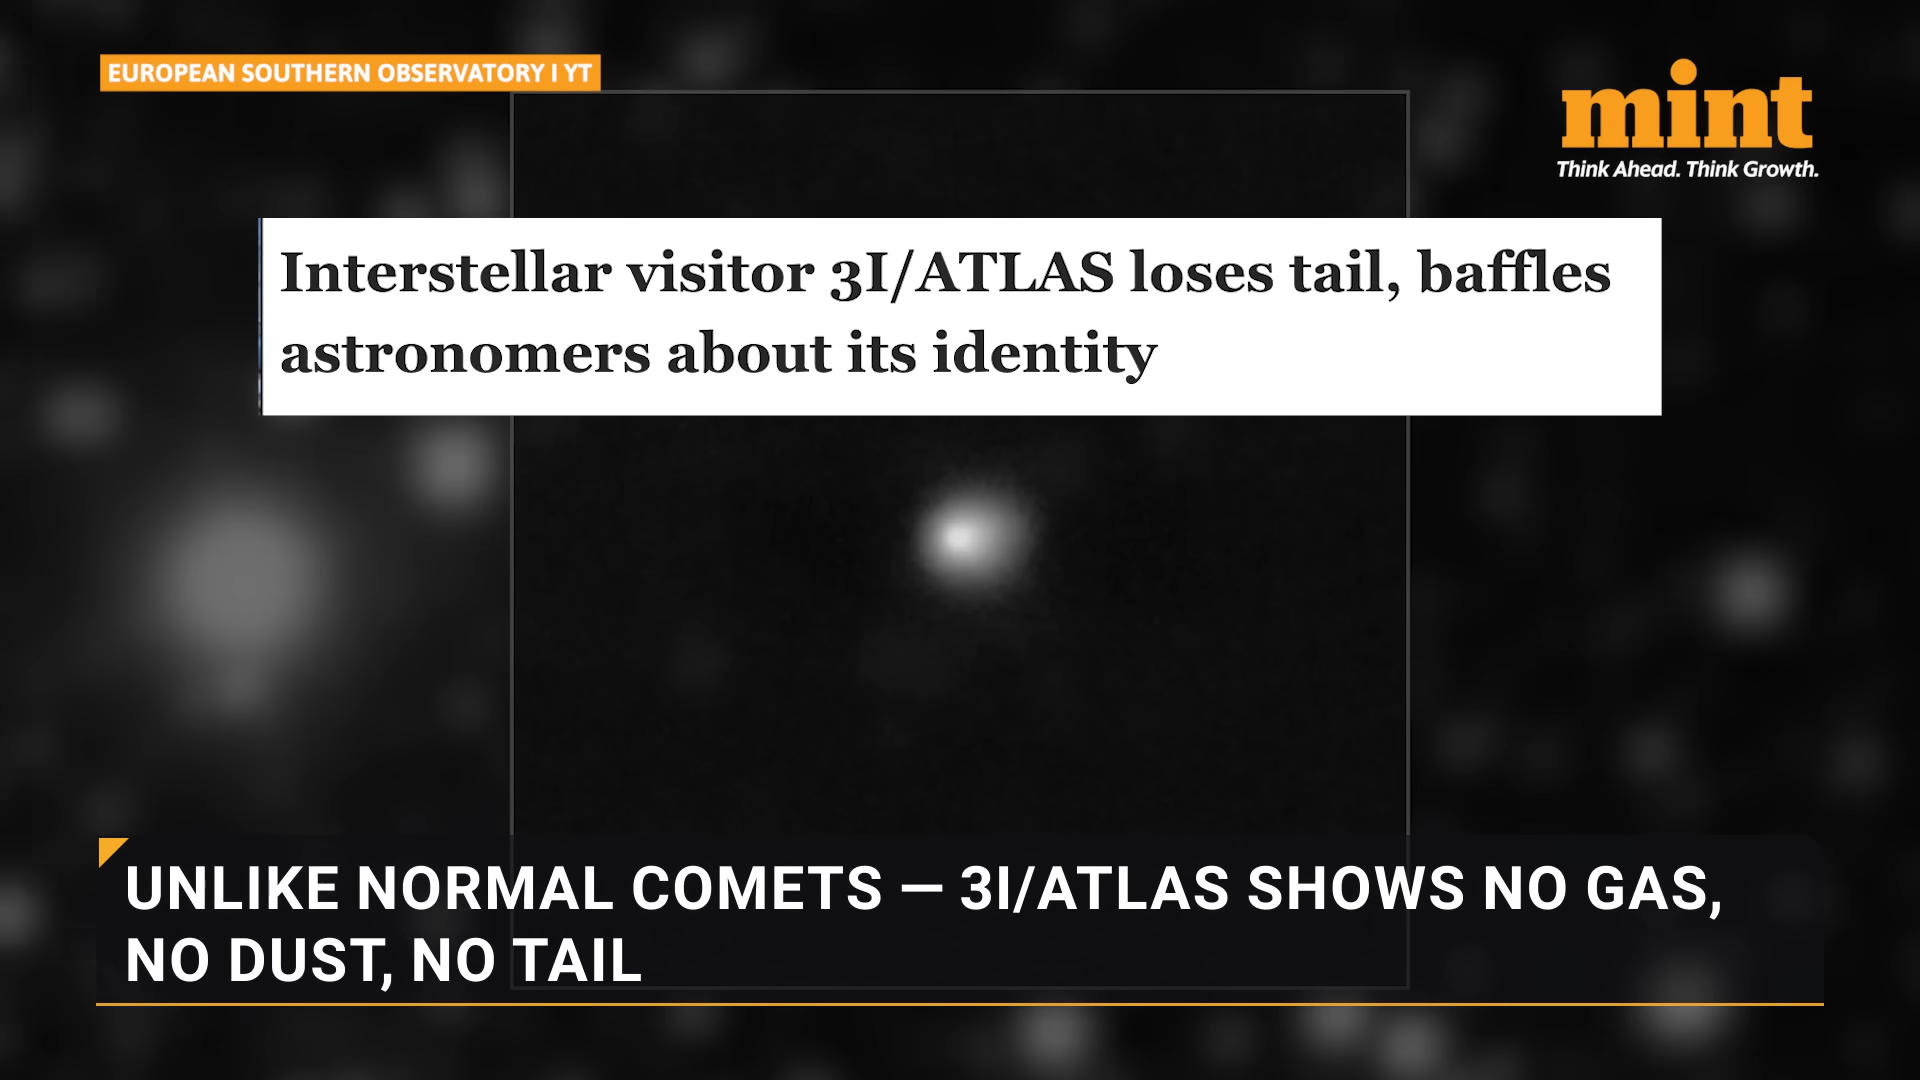 EUROPEAN SOUTHERN OBSERVATORY I YT
mint
Think Ahead. Think Growth.
Interstellar visitor 3I/ATLAS loses tail, baffles
astronomers about its identity
UNLIKE NORMAL COMETS — 3I/ATLAS SHOWS NO GAS,
NO DUST, NO TAIL